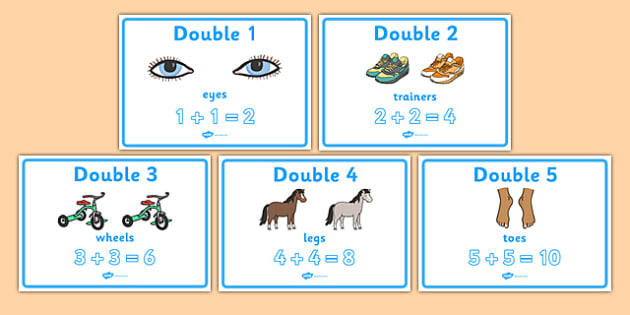 Double 1
eyes
1 + 1 = 2
Double 2
trainers
2 + 2 = 4
Double 3
wheels
3 + 3 = 6
Double 4
legs
4 + 4 = 8
Double 5
toes
5 + 5 = 10